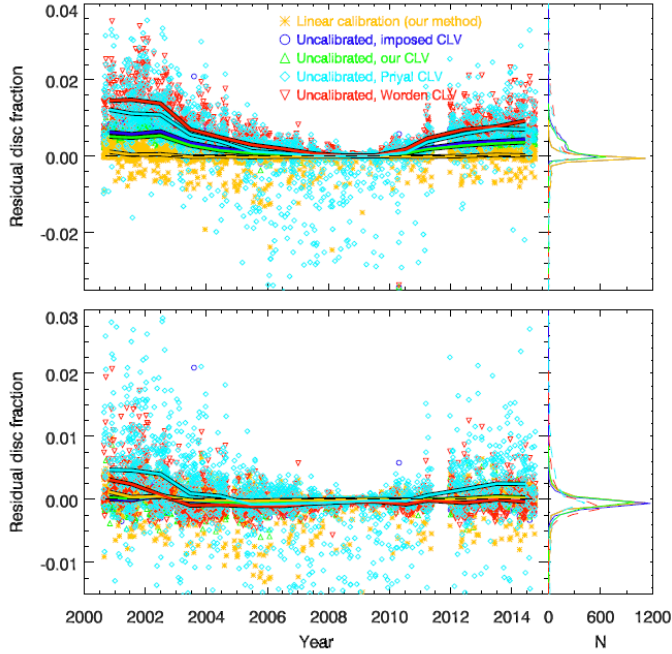 0.04
Linear calibration (our method)
Uncalibrated, imposed CLV
Uncalibrated, our CLV
Uncalibrated, Priyal CLV
Uncalibrated, Worden CLV
0.02
0.00
-0.02
Residual disc fraction
0.03
0.02
0.01
0.00
-0.01
Residual disc fraction
2000 2002 2004 2006 2008 2010 2012 2014 0 600 1200
Year N